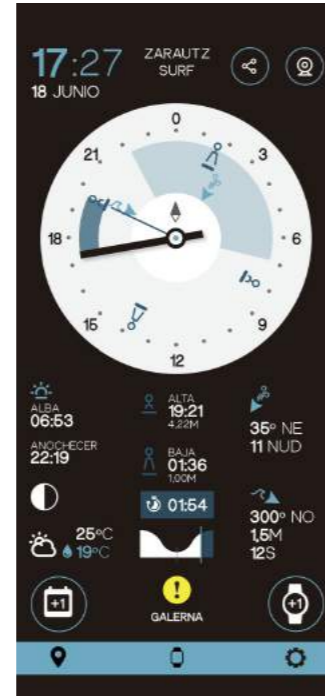 17:27
18 JUNIO
ZARAUTZ
SURF
0
3
6
9
12
15
18
21
ALBA
06:53
ANOCHECER
22:19
25ºC
19ºC
ALTA
19:21
4,22M
BAJA
01:36
1,00M
01:54
35º NE
11 NUD
300º NO
1,5M
12S
+1
GALERNA
+1